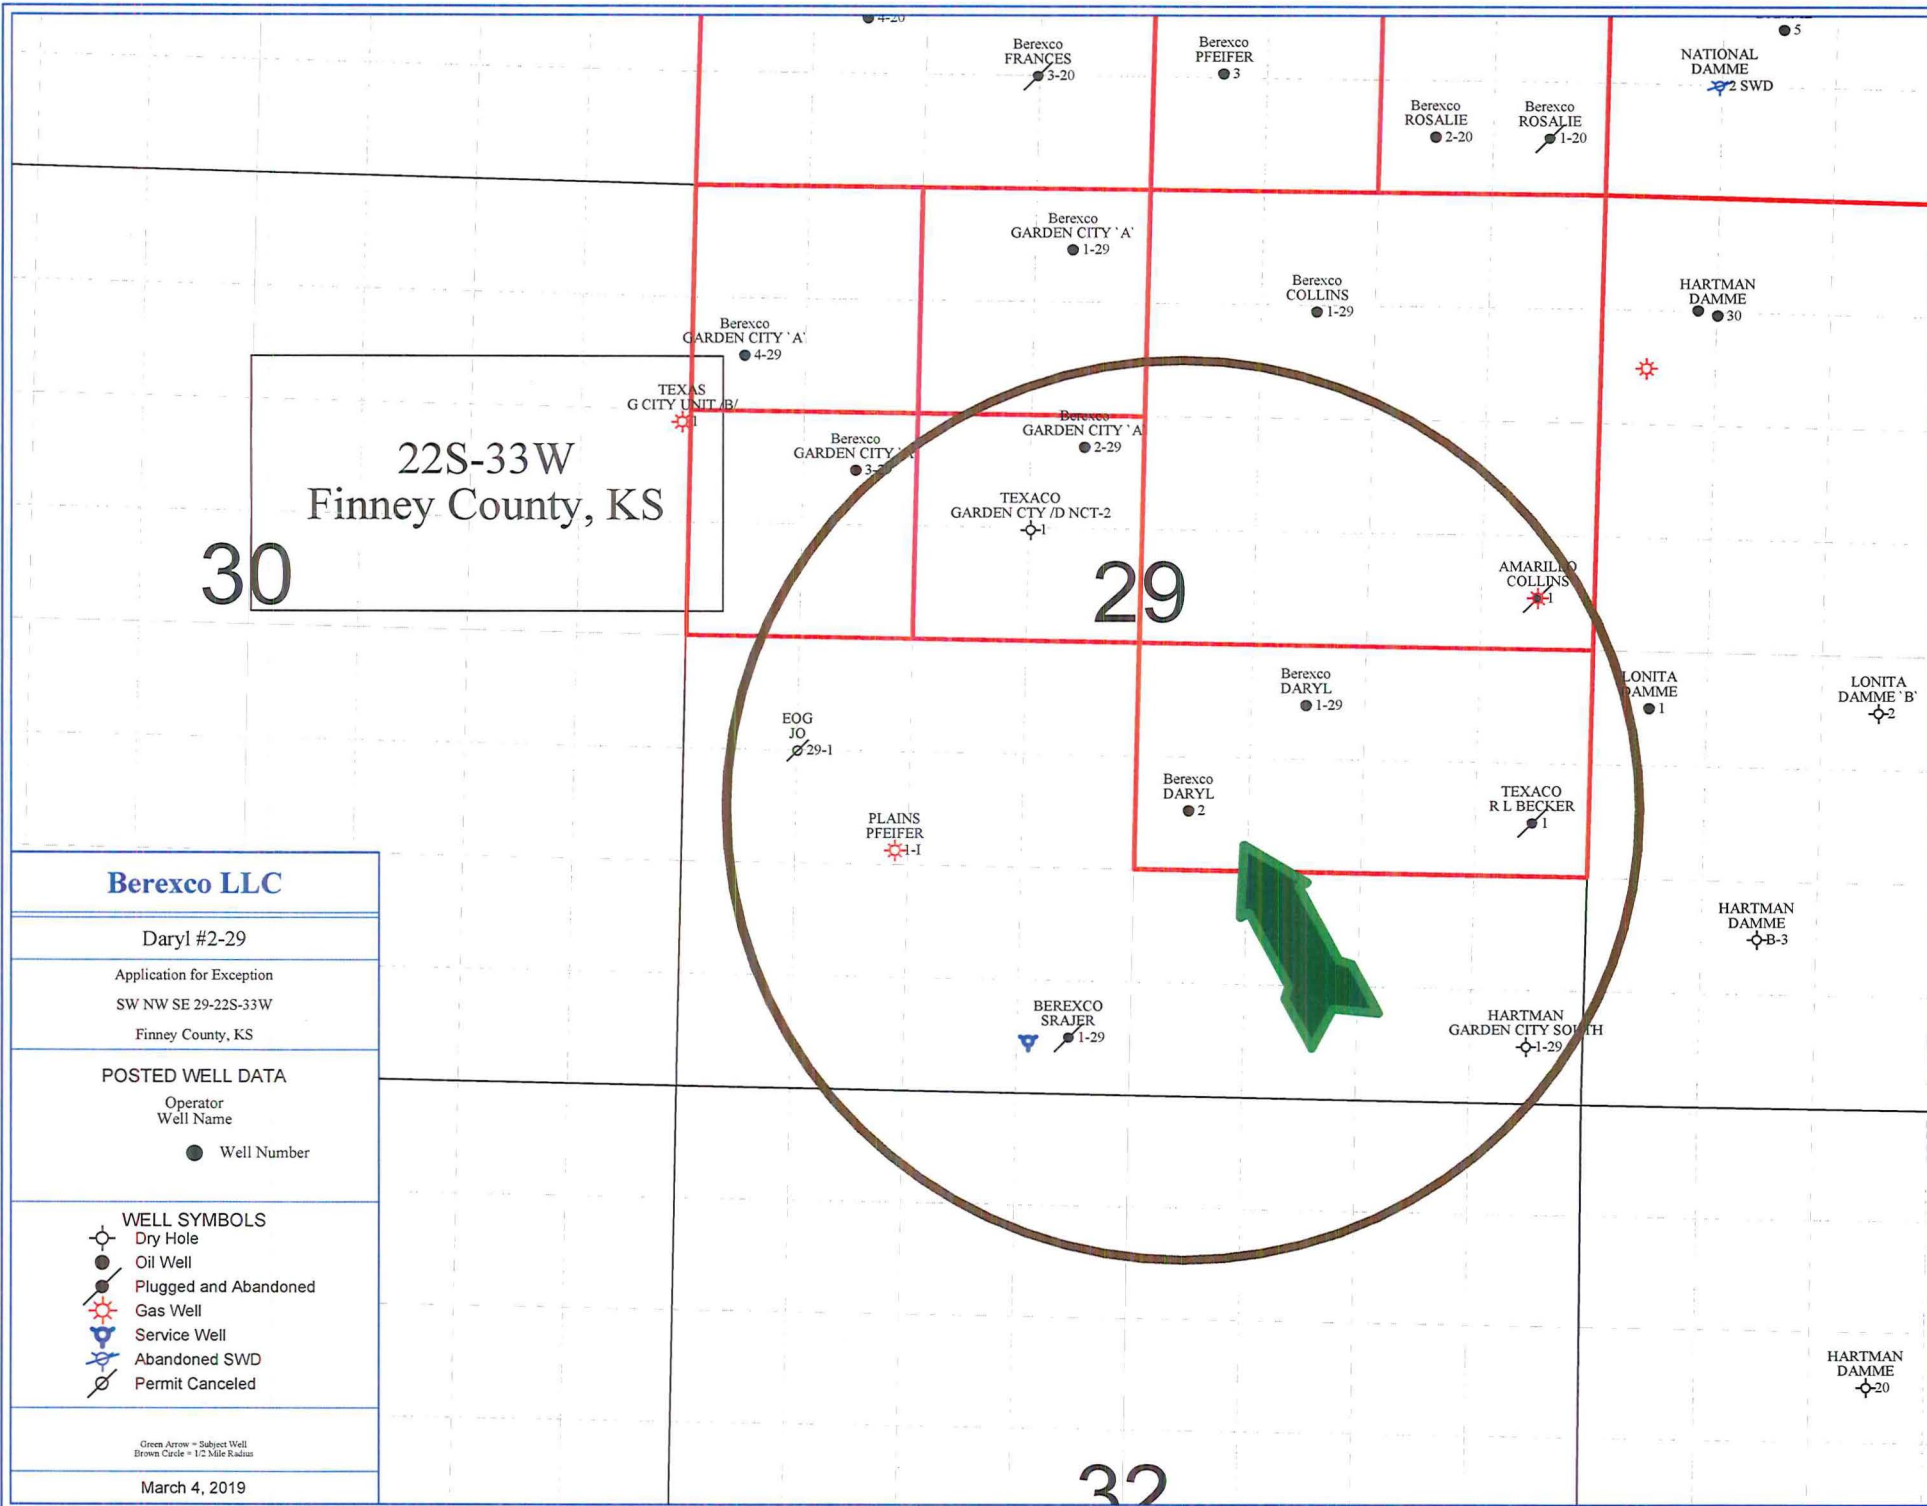 4-20
Berexco
FRANCES
3-20
Berexco
PFEIFER
3
5
NATIONAL
DAMME
2 SWD
Berexco
ROSALIE
2-20
Berexco
ROSALIE
1-20
Berexco
GARDEN CITY 'A'
1-29
Berexco
COLLINS
1-29
HARTMAN
DAMME
30
Berexco
GARDEN CITY 'A'
4-29
TEXAS
G CITY UNIT /B/
1
22S-33W
Finney County, KS
30
Berexco
GARDEN CITY 'A'
2-29
Berexco
GARDEN CITY 'A'
TEXACO
GARDEN CTY /D NCT-2
1
29
AMARILLO
COLLINS
1
Berexco
DARYL
1-29
LONITA
DAMME
1
LONITA
DAMME 'B'
2
EOG
JO
29-1
Berexco
DARYL
2
TEXACO
R L BECKER
1
PLAINS
PFEIFER
1-I
HARTMAN
DAMME
B-3
BEREXCO
SRAJER
1-29
HARTMAN
GARDEN CITY SOUTH
1-29
HARTMAN
DAMME
20
32
Berexco LLC
Daryl #2-29
Application for Exception
SW NW SE 29-22S-33W
Finney County, KS
POSTED WELL DATA
Operator
Well Name
Well Number
WELL SYMBOLS
Dry Hole
Oil Well
Plugged and Abandoned
Gas Well
Service Well
Abandoned SWD
Permit Canceled
Green Arrow = Subject Well
Brown Circle = 1/2 Mile Radius
March 4, 2019